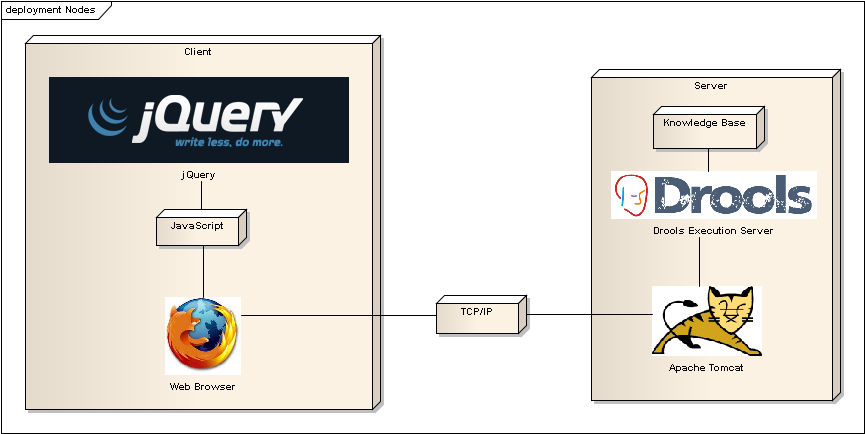 deployment Nodes
Client
jQuery
write less, do more.
jQuery
JavaScript
Web Browser
TCP/IP
Server
Knowledge Base
Drools
Drools Execution Server
Apache Tomcat